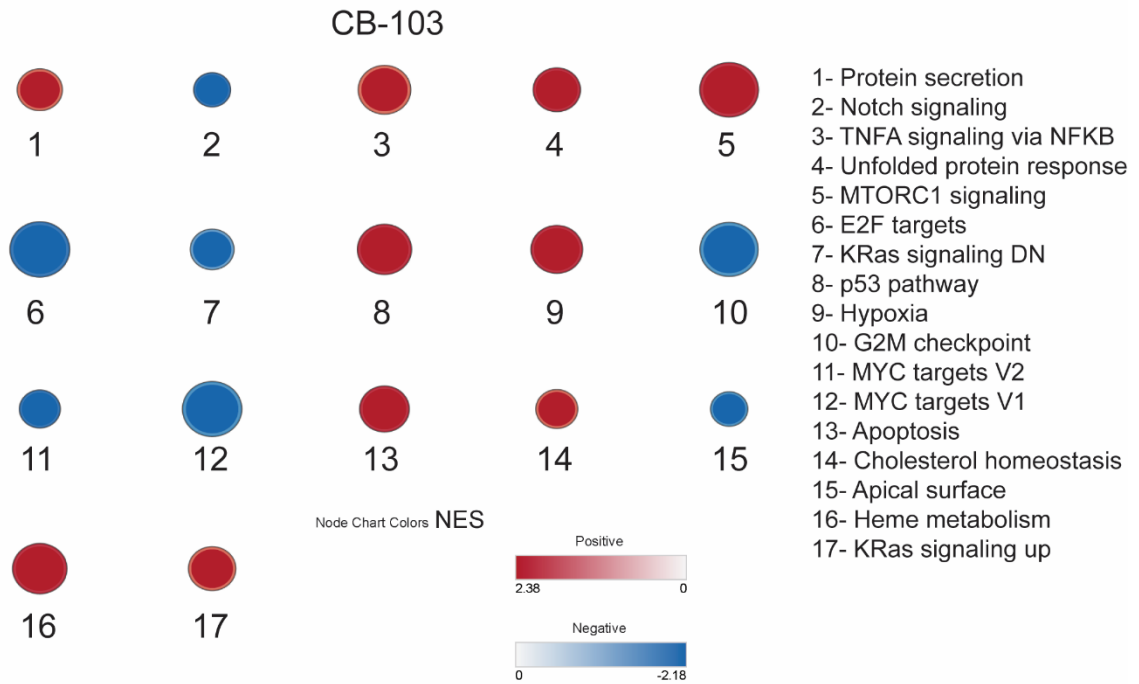 CB-103
1 2 3 4 5
6 7 8 9 10
11 12 13 14 15
16 17
1- Protein secretion
2- Notch signaling
3- TNFA signaling via NFKB
4- Unfolded protein response
5- MTORC1 signaling
6- E2F targets
7- KRas signaling DN
8- p53 pathway
9- Hypoxia
10- G2M checkpoint
11- MYC targets V2
12- MYC targets V1
13- Apoptosis
14- Cholesterol homeostasis
15- Apical surface
16- Heme metabolism
17- KRas signaling up
Node Chart Colors NES
Positive
2.38 0
Negative
0 -2.18